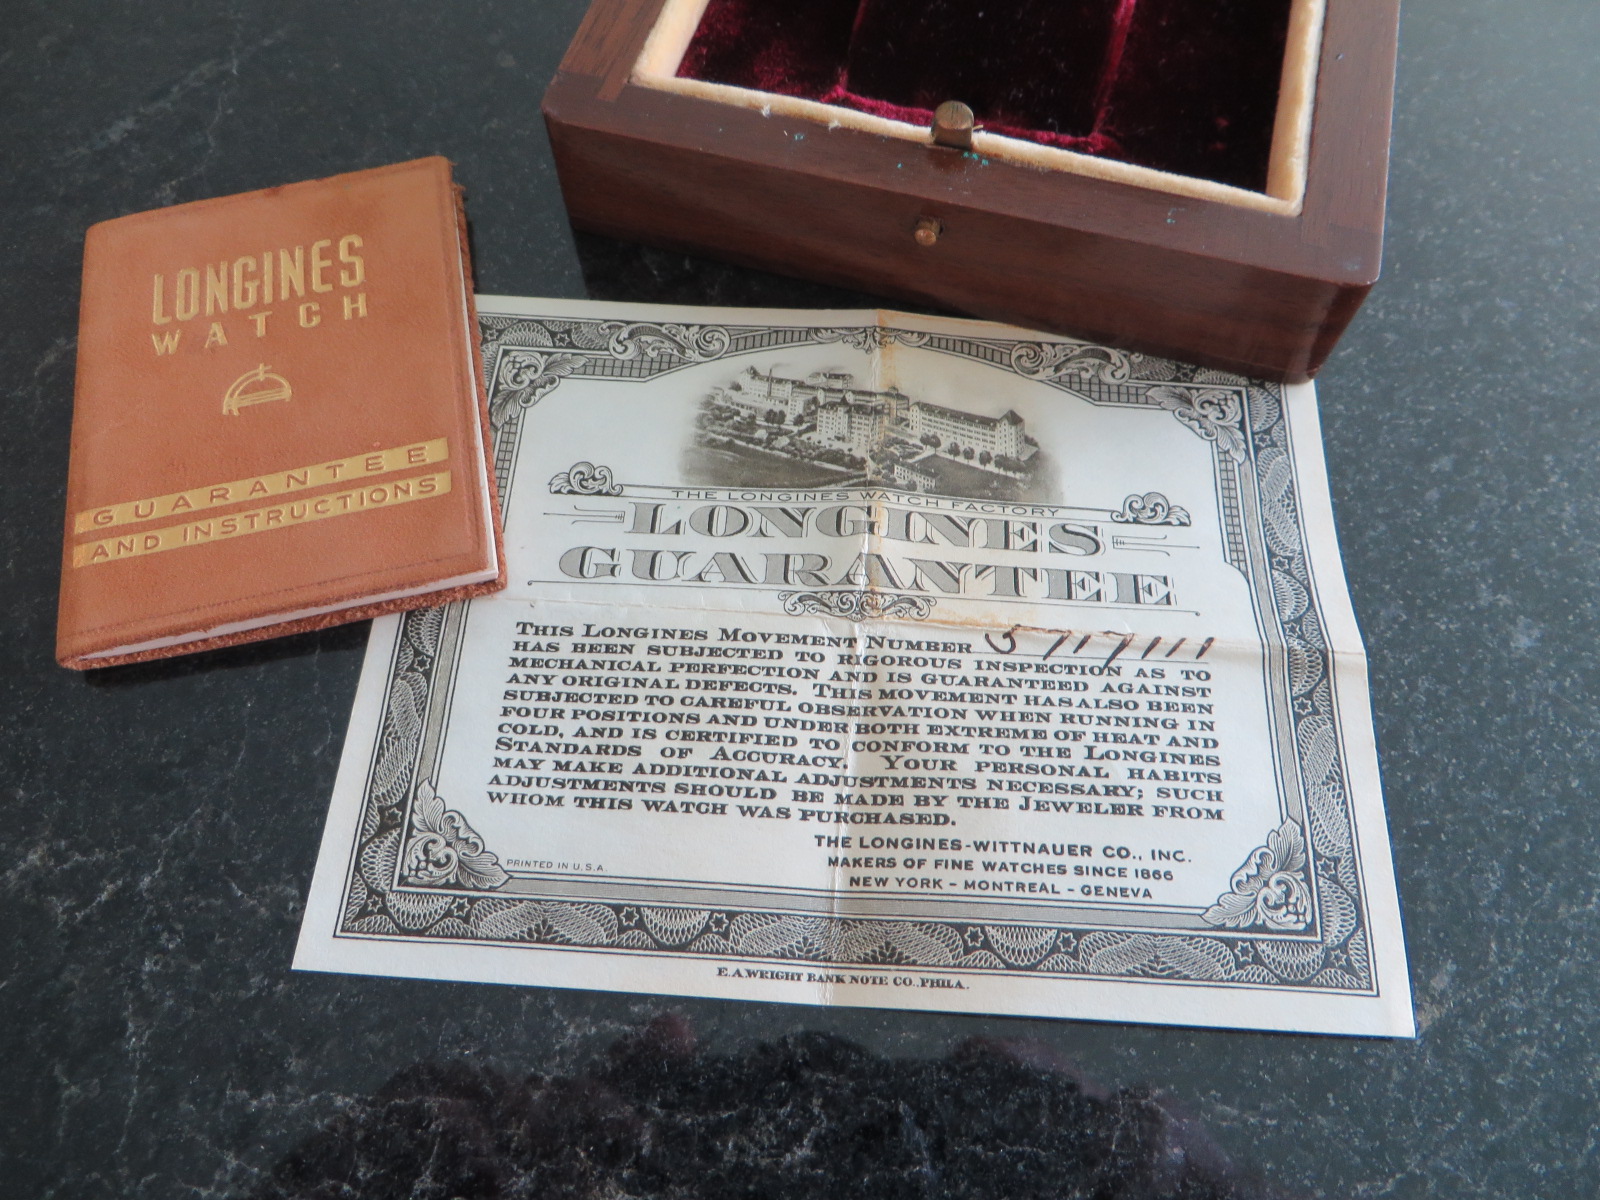 LONGINES
WATCH
GUARANTEE
AND INSTRUCTIONS
THE LONGINES WATCH FACTORY
LONGINES
GUARANTEE
THIS LONGINES MOVEMENT NUMBER 5717111
HAS BEEN SUBJECTED TO RIGOROUS INSPECTION AS TO
MECHANICAL PERFECTION AND IS GUARANTEED AGAINST
ANY ORIGINAL DEFECTS. THIS MOVEMENT HAS ALSO BEEN
SUBJECTED TO CAREFUL OBSERVATION WHEN RUNNING IN
FOUR POSITIONS AND UNDER BOTH EXTREME OF HEAT AND
COLD, AND IS CERTIFIED TO CONFORM TO THE LONGINES
STANDARDS OF ACCURACY. YOUR PERSONAL HABITS
MAY MAKE ADDITIONAL ADJUSTMENTS NECESSARY; SUCH
ADJUSTMENTS SHOULD BE MADE BY THE JEWELER FROM
WHOM THIS WATCH WAS PURCHASED.
THE LONGINES-WITTNAUER CO., INC.
MAKERS OF FINE WATCHES SINCE 1866
NEW YORK - MONTREAL - GENEVA
PRINTED IN U.S.A.
E.A.WRIGHT BANK NOTE CO., PHILA.